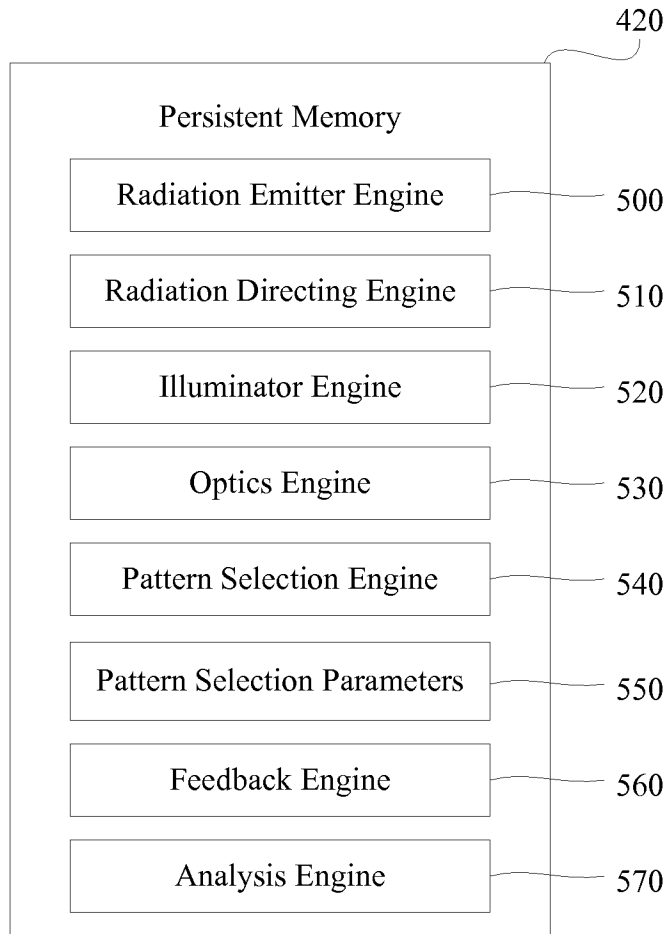 420
Persistent Memory
Radiation Emitter Engine 500
Radiation Directing Engine 510
Illuminator Engine 520
Optics Engine 530
Pattern Selection Engine 540
Pattern Selection Parameters 550
Feedback Engine 560
Analysis Engine 570